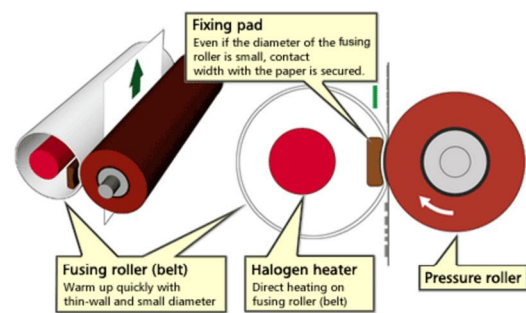 Fixing pad
Even if the diameter of the fusing
roller is small, contact
width with the paper is secured.
Fusing roller (belt)
Warm up quickly with
thin-wall and small diameter
Halogen heater
Direct heating on
fusing roller (belt)
Pressure roller